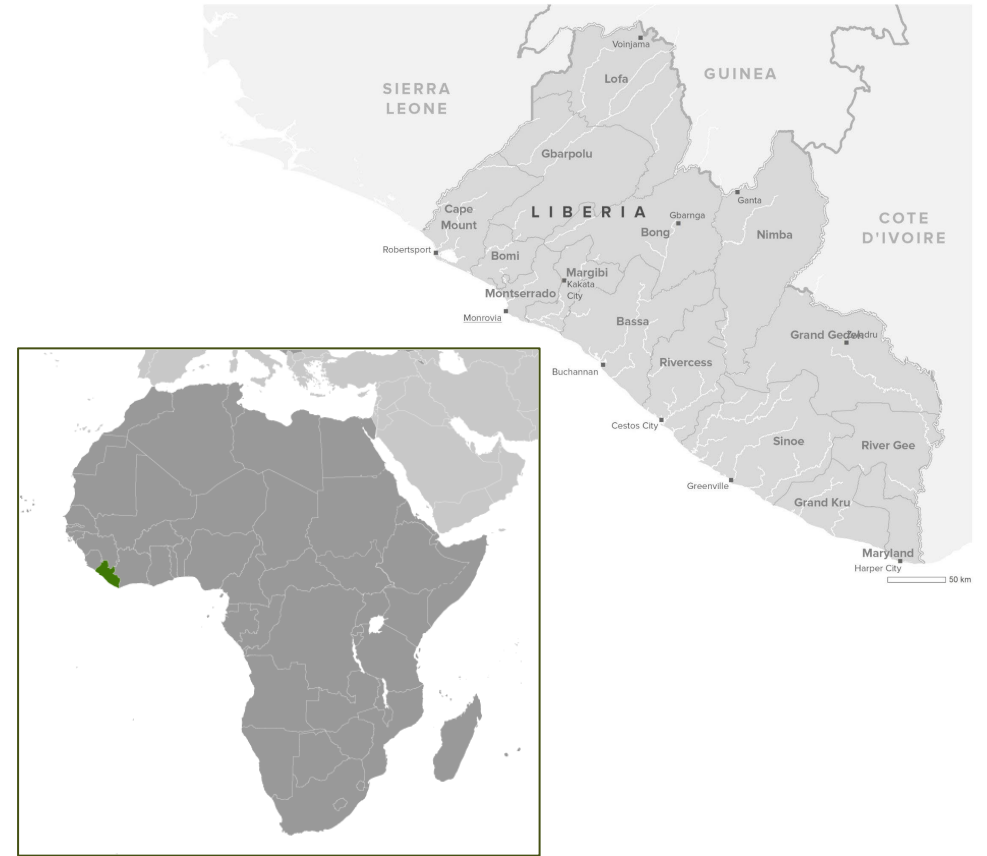 Voinjama
Lofa
GUINEA
SIERRA
LEONE
Gbarpolu
Ganta
Cape
Mount
LIBERIA
Gbarnga
Bong
Nimba
COTE
D'IVOIRE
Robertsport
Bomi
Margibi
Kakata
City
Montserrado
Monrovia
Bassa
Grand Gedeh
Buchannan
Rivercess
Cestos City
Sinoe
River Gee
Greenville
Grand Kru
Maryland
Harper City
50 km